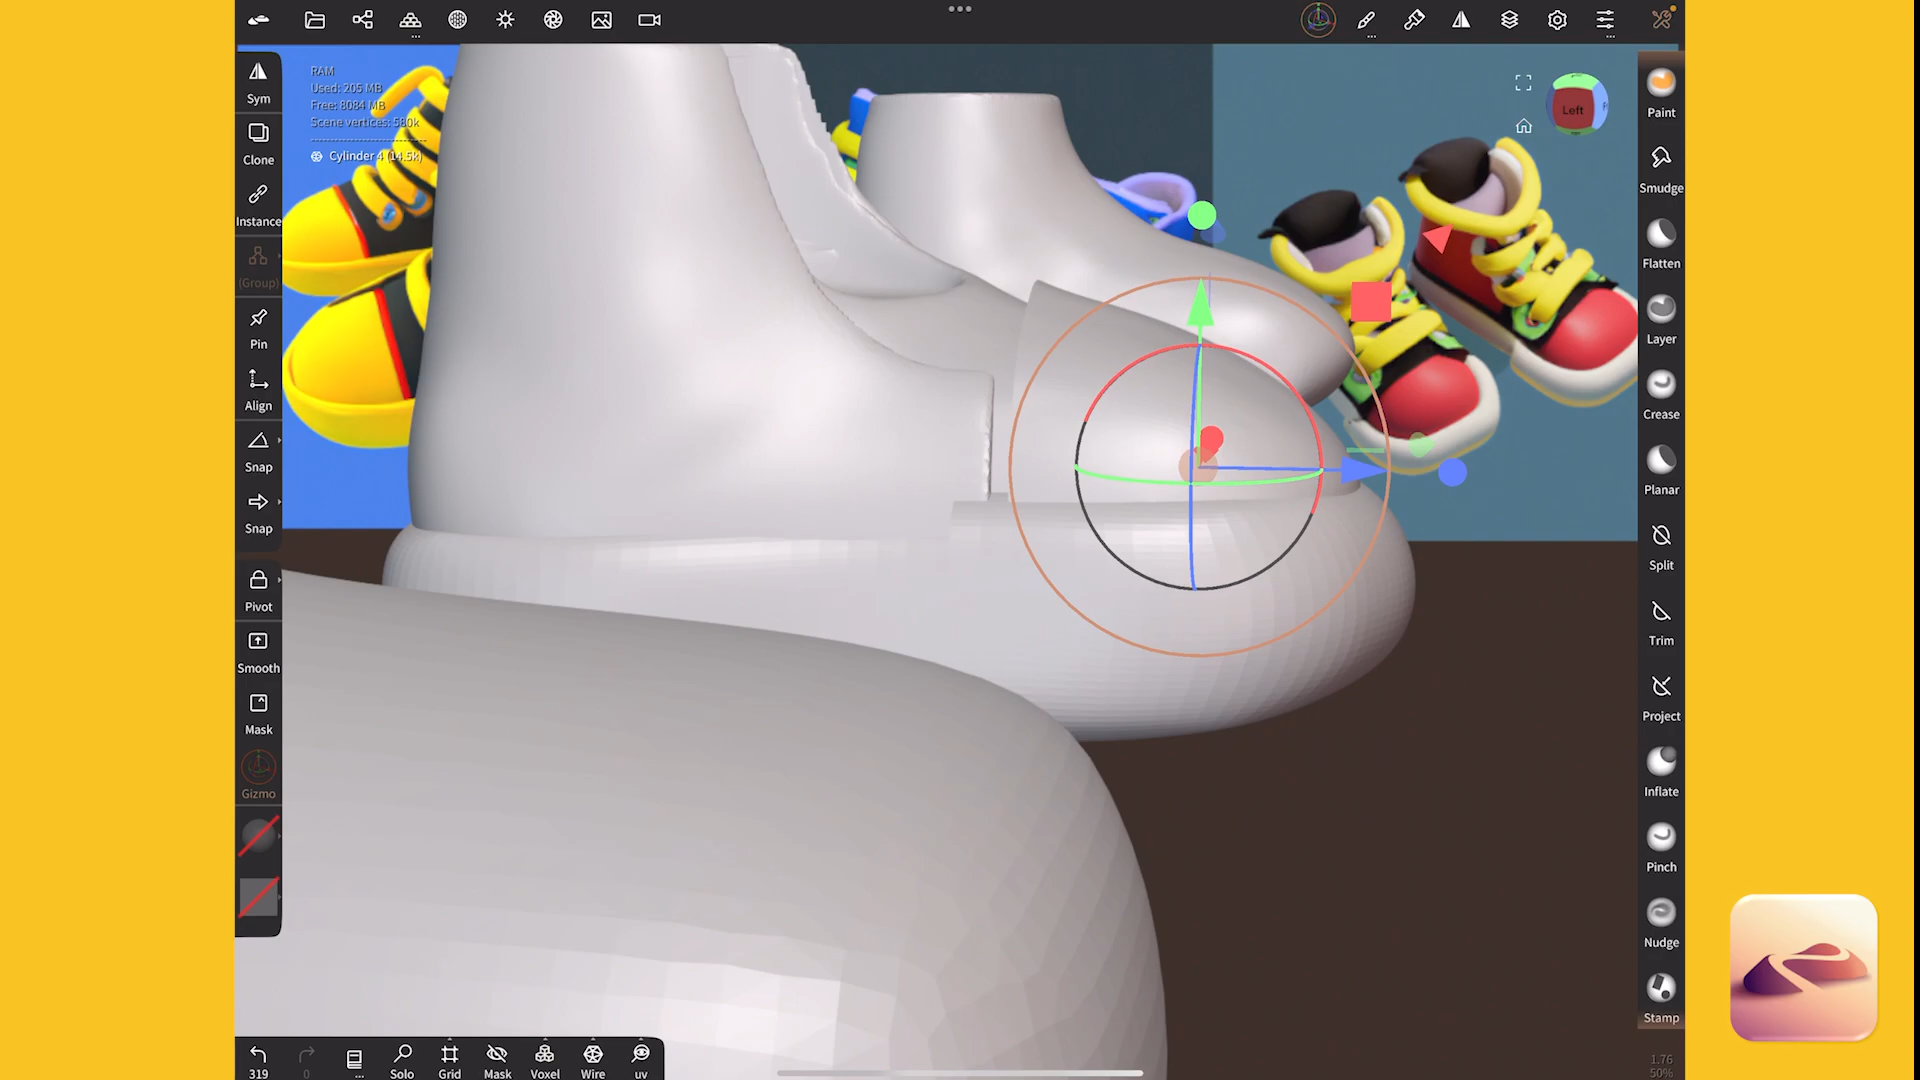 RAM
Used: 205 MB
Free: 8084 MB
Scene vertices: 580k
Cylinder 4 (14.5k)
Sym
Clone
Instance
(Group)
Pin
Align
Snap
Snap
Pivot
Smooth
Mask
Gizmo
Left
Paint
Smudge
Flatten
Layer
Crease
Planar
Split
Trim
Project
Inflate
Pinch
Nudge
Stamp
1.76
50%
319
0
...
Solo
Grid
Mask
Voxel
Wire
uv